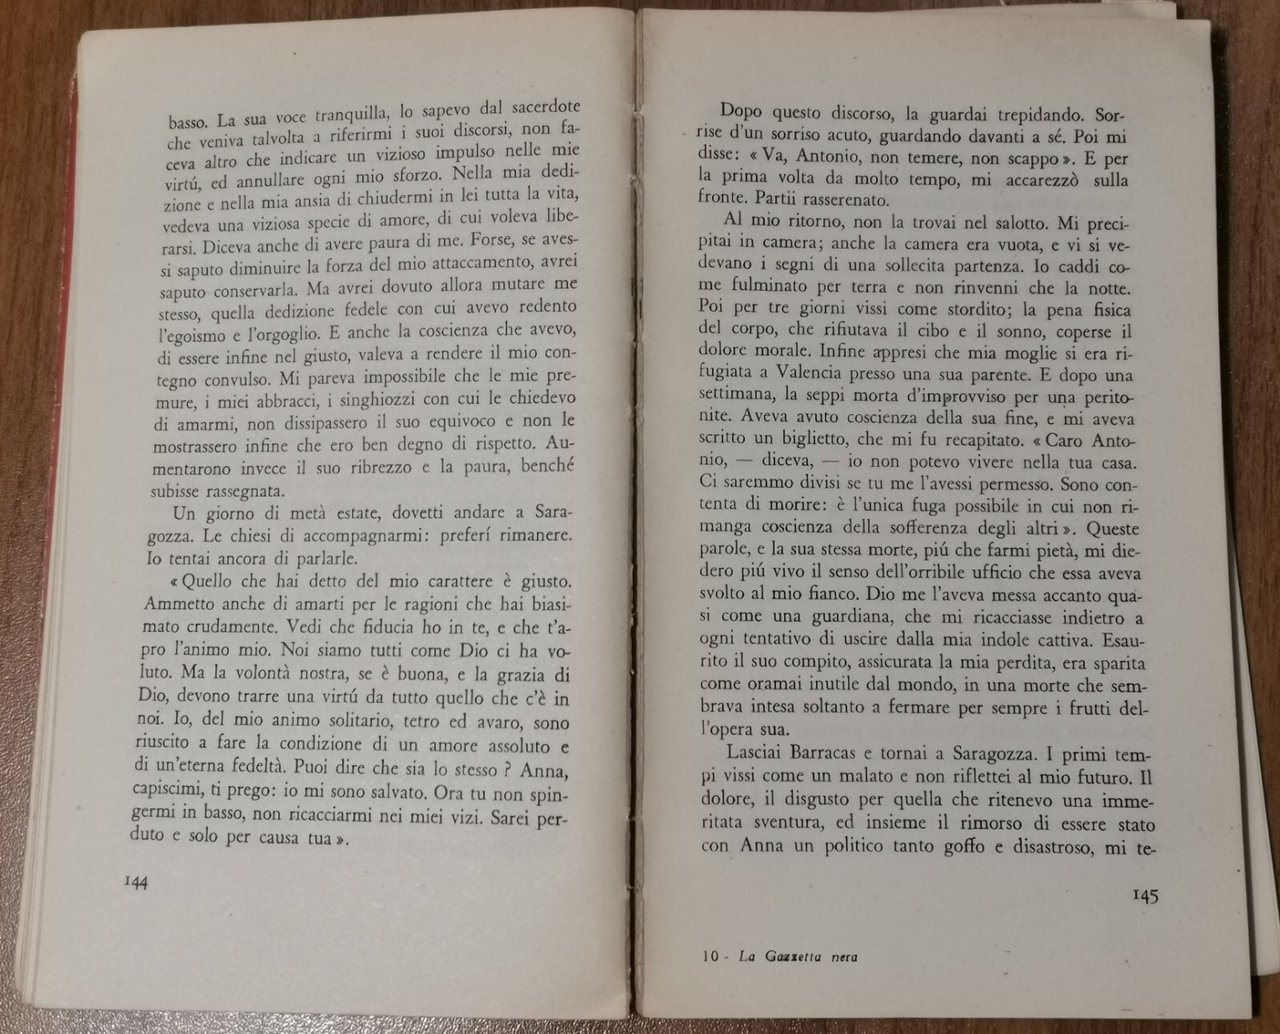 basso. La sua voce tranquilla, lo sapevo dal sacerdote
che veniva talvolta a riferirmi i suoi discorsi, non fa-
ceva altro che indicare un vizioso impulso nelle mie
virtú, ed annullare ogni mio sforzo. Nella mia dedi-
zione e nella mia ansia di chiudermi in lei tutta la vita,
vedeva una viziosa specie di amore, di cui voleva libe-
rarsi. Diceva anche di avere paura di me. Forse, se aves-
si saputo diminuire la forza del mio attaccamento, avrei
saputo conservarla. Ma avrei dovuto allora mutare me
stesso, quella dedizione fedele con cui avevo redento
l'egoismo e l'orgoglio. E anche la coscienza che avevo,
di essere infine nel giusto, valeva a rendere il mio con-
tegno convulso. Mi pareva impossibile che le mie pre-
mure, i miei abbracci, i singhiozzi con cui le chiedevo
di amarmi, non dissipassero il suo equivoco e non le
mostrassero infine che ero ben degno di rispetto. Au-
mentarono invece il suo ribrezzo e la paura, benché
subisse rassegnata.
Un giorno di metà estate, dovetti andare a Sara-
gozza. Le chiesi di accompagnarmi: preferí rimanere.
Io tentai ancora di parlarle.
« Quello che hai detto del mio carattere è giusto.
Ammetto anche di amarti per le ragioni che hai biasi-
mato crudamente. Vedi che fiducia ho in te, e che t'a-
pro l'animo mio. Noi siamo tutti come Dio ci ha vo-
luto. Ma la volontà nostra, se è buona, e la grazia di
Dio, devono trarre una virtú da tutto quello che c'è in
noi. Io, del mio animo solitario, tetro ed avaro, sono
riuscito a fare la condizione di un amore assoluto e
di un'eterna fedeltà. Puoi dire che sia lo stesso ? Anna,
capiscimi, ti prego: io mi sono salvato. Ora tu non spin-
germi in basso, non ricacciarmi nei miei vizi. Sarei per-
duto e solo per causa tua ».
144
Dopo questo discorso, la guardai trepidando. Sor-
rise d'un sorriso acuto, guardando davanti a sé. Poi mi
disse: « Va, Antonio, non temere, non scappo ». E per
la prima volta da molto tempo, mi accarezzò sulla
fronte. Partii rasserenato.
Al mio ritorno, non la trovai nel salotto. Mi preci-
pitai in camera; anche la camera era vuota, e vi si ve-
devano i segni di una sollecita partenza. Io caddi co-
me fulminato per terra e non rinvenni che la notte.
Poi per tre giorni vissi come stordito; la pena fisica
del corpo, che rifiutava il cibo e il sonno, coperse il
dolore morale. Infine appresi che mia moglie si era ri-
fugiata a Valencia presso una sua parente. E dopo una
settimana, la seppi morta d'improvviso per una perito-
nite. Aveva avuto coscienza della sua fine, e mi aveva
scritto un biglietto, che mi fu recapitato. « Caro Anto-
nio, — diceva, — io non potevo vivere nella tua casa.
Ci saremmo divisi se tu me l'avessi permesso. Sono con-
tenta di morire: è l'unica fuga possibile in cui non ri-
manga coscienza della sofferenza degli altri ». Queste
parole, e la sua stessa morte, piú che farmi pietà, mi die-
dero piú vivo il senso dell'orribile ufficio che essa aveva
svolto al mio fianco. Dio me l'aveva messa accanto qua-
si come una guardiana, che mi ricacciasse indietro a
ogni tentativo di uscire dalla mia indole cattiva. Esau-
rito il suo compito, assicurata la mia perdita, era sparita
come oramai inutile dal mondo, in una morte che sem-
brava intesa soltanto a fermare per sempre i frutti del-
l'opera sua.
Lasciai Barracas e tornai a Saragozza. I primi tem-
pi vissi come un malato e non riflettei al mio futuro. Il
dolore, il disgusto per quella che ritenevo una imme-
ritata sventura, ed insieme il rimorso di essere stato
con Anna un politico tanto goffo e disastroso, mi te-
145
10 - La Gazzetta nera